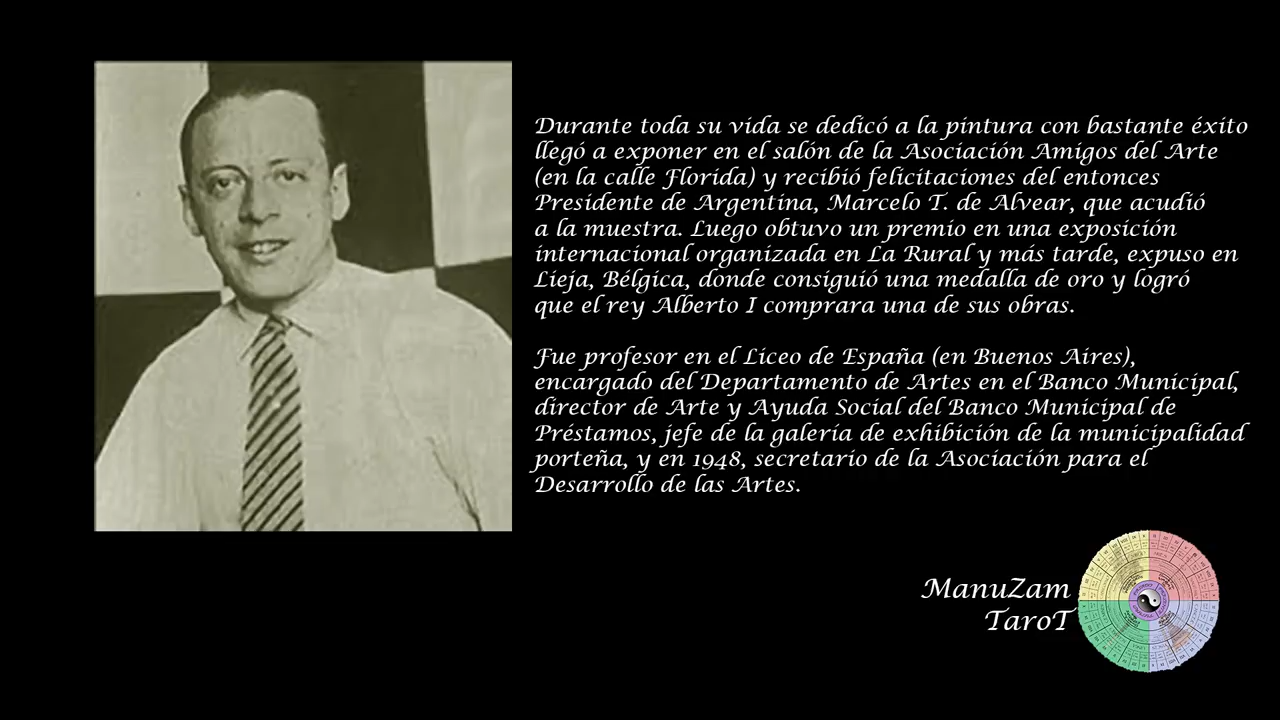 Durante toda su vida se dedicó a la pintura con bastante éxito
llegó a exponer en el salón de la Asociación Amigos del Arte
(en la calle Florida) y recibió felicitaciones del entonces
Presidente de Argentina, Marcelo T. de Alvear, que acudió
a la muestra. Luego obtuvo un premio en una exposición
internacional organizada en La Rural y más tarde, expuso en
Lieja, Bélgica, donde consiguió una medalla de oro y logró
que el rey Alberto I comprara una de sus obras.
Fue profesor en el Liceo de España (en Buenos Aires),
encargado del Departamento de Artes en el Banco Municipal,
director de Arte y Ayuda Social del Banco Municipal de
Préstamos, jefe de la galería de exhibición de la municipalidad
porteña, y en 1948, secretario de la Asociación para el
Desarrollo de las Artes.
ManuZam
TaroT